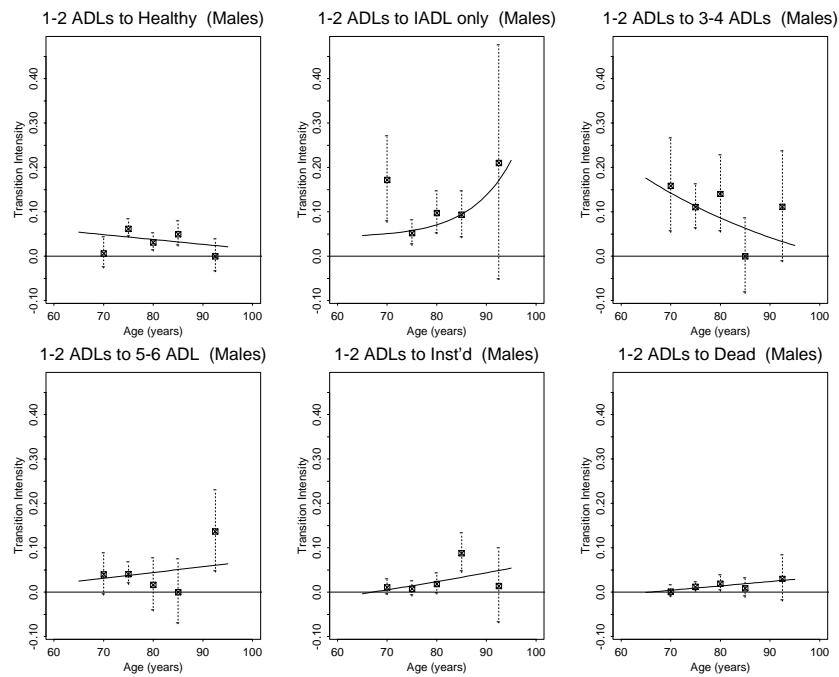 1-2 ADLs to Healthy (Males)
Transition Intensity
-0.10 0.0 0.10 0.20 0.30 0.40
60 70 80 90 100
Age (years)
1-2 ADLs to IADL only (Males)
Transition Intensity
-0.10 0.0 0.10 0.20 0.30 0.40
60 70 80 90 100
Age (years)
1-2 ADLs to 3-4 ADLs (Males)
Transition Intensity
-0.10 0.0 0.10 0.20 0.30 0.40
60 70 80 90 100
Age (years)
1-2 ADLs to 5-6 ADL (Males)
Transition Intensity
-0.10 0.0 0.10 0.20 0.30 0.40
60 70 80 90 100
Age (years)
1-2 ADLs to Inst'd (Males)
Transition Intensity
-0.10 0.0 0.10 0.20 0.30 0.40
60 70 80 90 100
Age (years)
1-2 ADLs to Dead (Males)
Transition Intensity
-0.10 0.0 0.10 0.20 0.30 0.40
60 70 80 90 100
Age (years)